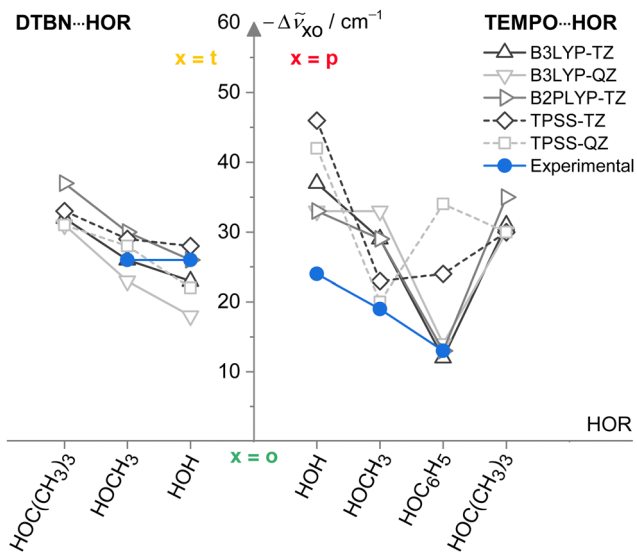 DTBN···HOR
60
−Δν̃xo / cm⁻¹
TEMPO···HOR
x = t
x = p
B3LYP-TZ
B3LYP-QZ
B2PLYP-TZ
TPSS-TZ
TPSS-QZ
Experimental
50
40
30
20
10
HOR
x = o
HOC(CH₃)₃
HOCH₃
HOH
HOH
HOCH₃
HOC₆H₅
HOC(CH₃)₃